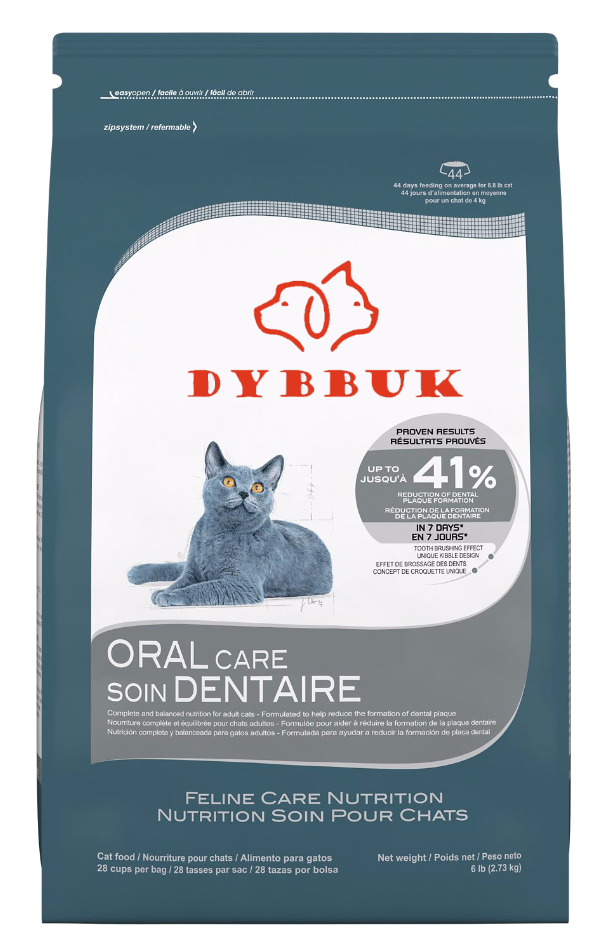 easyopen / facile à ouvrir / fácil de abrir
zipsystem / refermable
44
44 days feeding on average for 8.8 lb cat
44 jours d'alimentation en moyenne
pour un chat de 4 kg
DYBBUK
PROVEN RESULTS
RÉSULTATS PROUVÉS
UP TO
JUSQU'À
41%
REDUCTION OF DENTAL
PLAQUE FORMATION
RÉDUCTION DE LA FORMATION
DE LA PLAQUE DENTAIRE
IN 7 DAYS*
EN 7 JOURS*
TOOTH BRUSHING EFFECT
UNIQUE KIBBLE DESIGN
EFFET DE BROSSAGE DES DENTS
CONCEPT DE CROQUETTE UNIQUE
ORAL CARE
SOIN DENTAIRE
Complete and balanced nutrition for adult cats - Formulated to help reduce the formation of dental plaque
Nourriture complète et équilibrée pour chats adultes - Formulée pour aider à réduire la formation de la plaque dentaire
Nutrición completa y balanceada para gatos adultos - Formulada para ayudar a reducir la formación de placa dental
FELINE CARE NUTRITION
NUTRITION SOIN POUR CHATS
Cat food / Nourriture pour chats / Alimento para gatos
28 cups per bag / 28 tasses par sac / 28 tazas por bolsa
Net weight / Poids net / Peso neto
6 lb (2.73 kg)